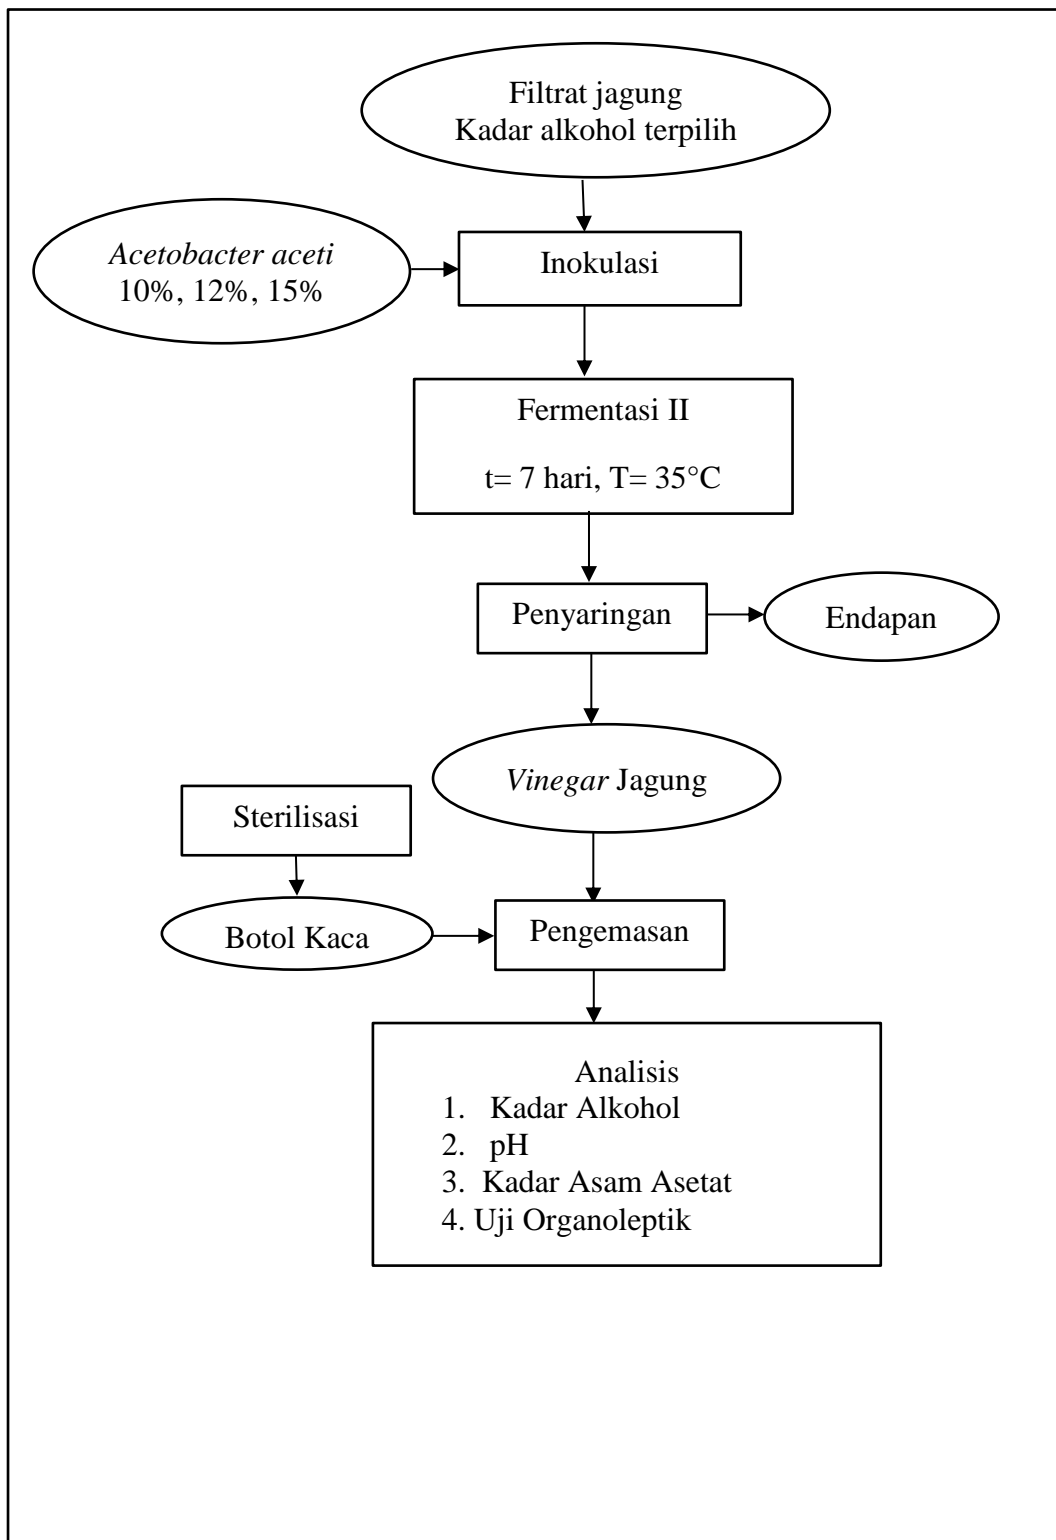 Filtrat jagung
Kadar alkohol terpilih
Acetobacter aceti
10%, 12%, 15%
Inokulasi
Fermentasi II
t= 7 hari, T= 35°C
Penyaringan
Endapan
Vinegar Jagung
Sterilisasi
Botol Kaca
Pengemasan
Analisis
1. Kadar Alkohol
2. pH
3. Kadar Asam Asetat
4. Uji Organoleptik